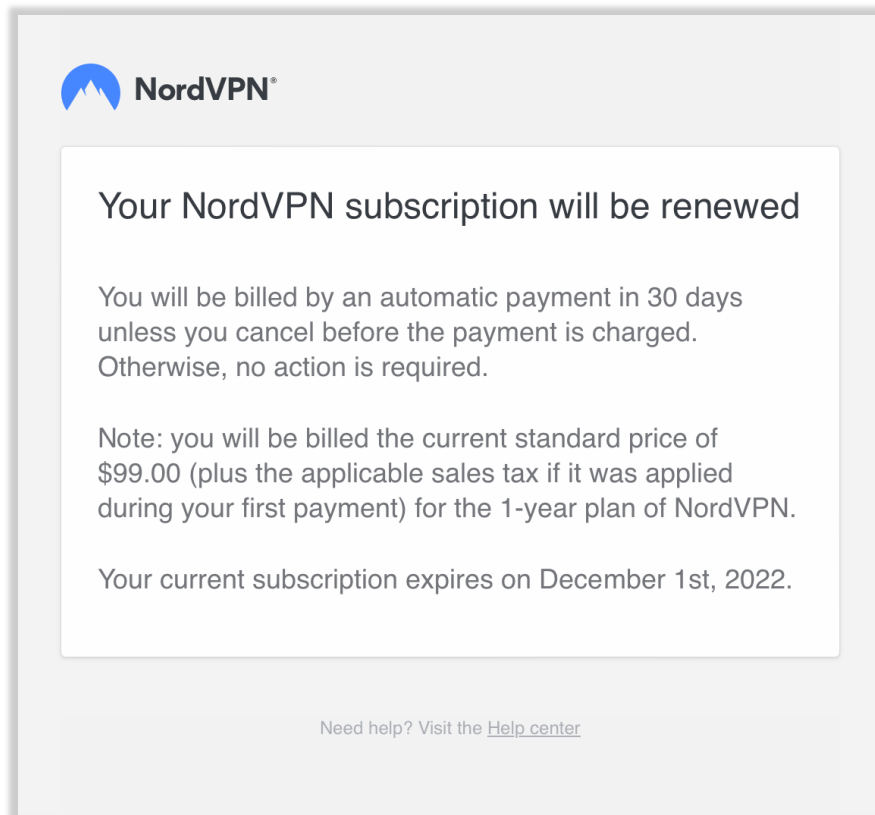 NordVPN®
Your NordVPN subscription will be renewed
You will be billed by an automatic payment in 30 days
unless you cancel before the payment is charged.
Otherwise, no action is required.
Note: you will be billed the current standard price of
$99.00 (plus the applicable sales tax if it was applied
during your first payment) for the 1-year plan of NordVPN.
Your current subscription expires on December 1st, 2022.
Need help? Visit the Help center